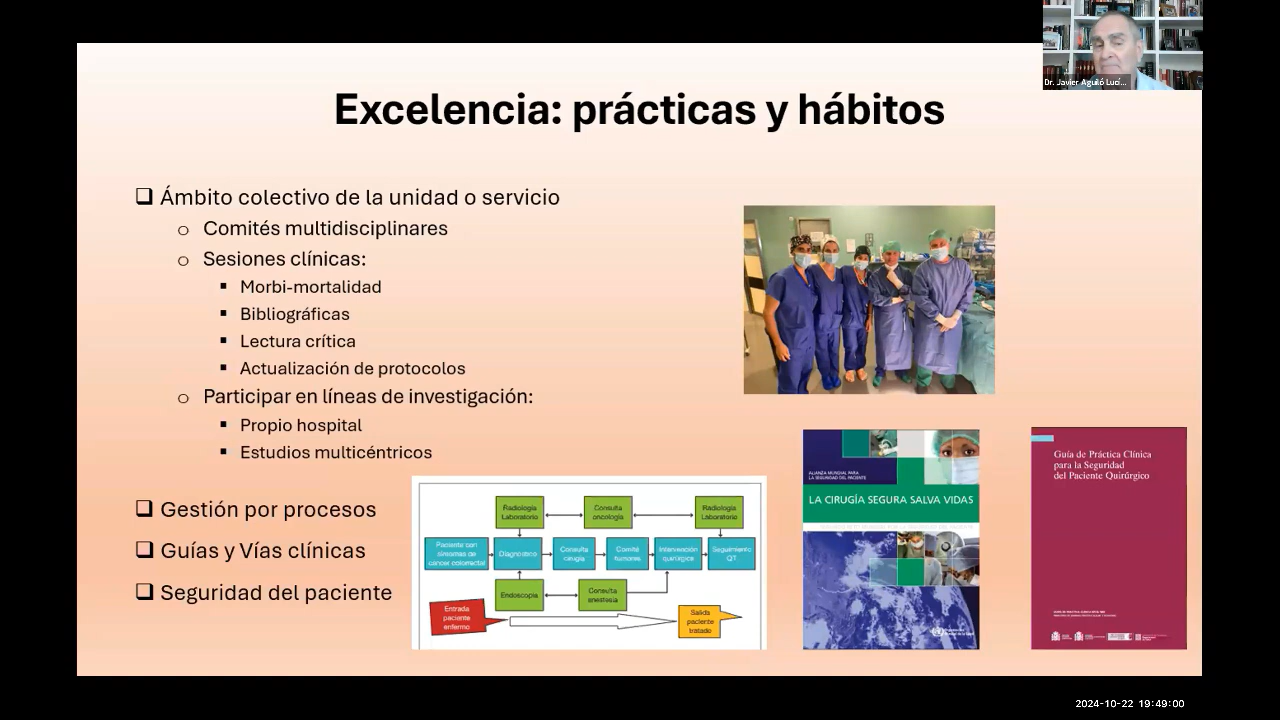 Dr. Javier Aguiló Lucí...
Excelencia: prácticas y hábitos
❑ Ámbito colectivo de la unidad o servicio
o Comités multidisciplinares
o Sesiones clínicas:
▪ Morbi-mortalidad
▪ Bibliográficas
▪ Lectura crítica
▪ Actualización de protocolos
o Participar en líneas de investigación:
▪ Propio hospital
▪ Estudios multicéntricos
❑ Gestión por procesos
❑ Guías y Vías clínicas
❑ Seguridad del paciente
Radiología
Laboratorio
Consulta
oncología
Radiología
Laboratorio
Paciente con
síntomas de
cáncer colorrectal
Diagnóstico
Consulta
cirugía
Comité
tumores
Intervención
quirúrgica
Seguimiento
QT
Endoscopia
Consulta
anestesia
Entrada
paciente
enfermo
Salida
paciente
tratado
ALIANZA MUNDIAL PARA
LA SEGURIDAD DEL PACIENTE
LA CIRUGÍA SEGURA SALVA VIDAS
Guía de Práctica Clínica
para la Seguridad
del Paciente Quirúrgico
2024-10-22 19:49:00